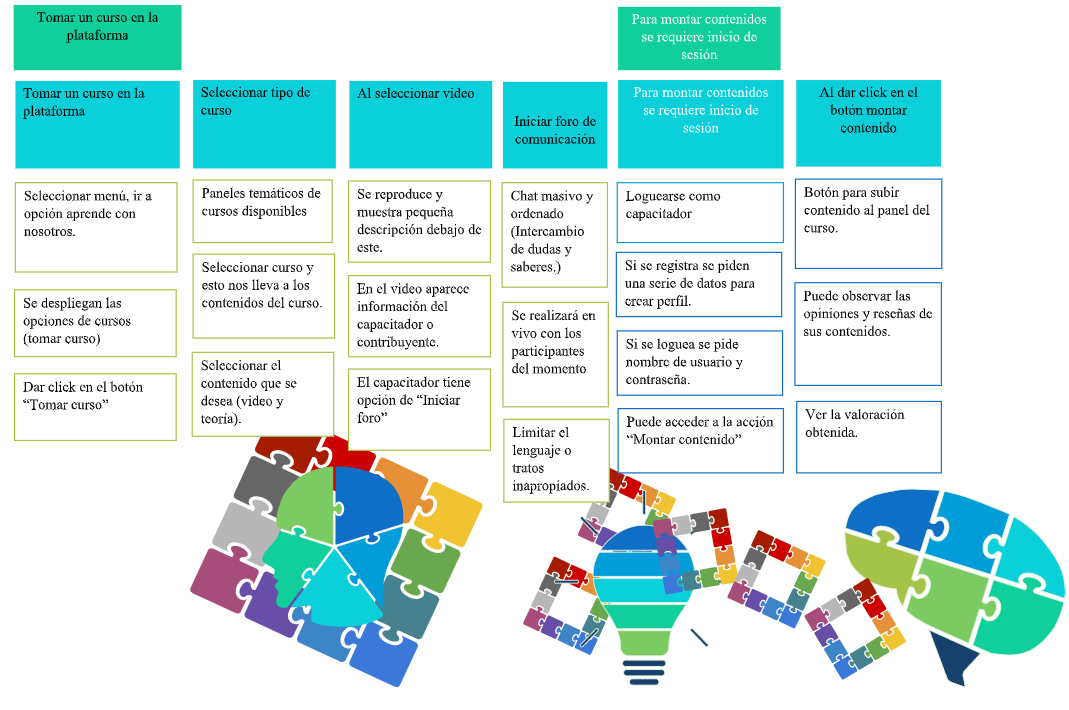 Tomar un curso en la
plataforma
Para montar contenidos
se requiere inicio de
sesión
Tomar un curso en la
plataforma
Seleccionar tipo de
curso
Al seleccionar video
Iniciar foro de
comunicación
Para montar contenidos
se requiere inicio de
sesión
Al dar click en el
botón montar
contenido
Seleccionar menú, ir a
opción aprende con
nosotros.
Se despliegan las
opciones de cursos
(tomar curso)
Dar click en el botón
“Tomar curso”
Paneles temáticos de
cursos disponibles
Seleccionar curso y
esto nos lleva a los
contenidos del curso.
Seleccionar el
contenido que se
desea (video y
teoría).
Se reproduce y
muestra pequeña
descripción debajo de
este.
En el video aparece
información del
capacitador o
contribuyente.
El capacitador tiene
opción de “Iniciar
foro”
Chat masivo y
ordenado
(Intercambio
de dudas y
saberes.)
Se realizará en
vivo con los
participantes
del momento
Limitar el
lenguaje o
tratos
inapropiados.
Loguearse como
capacitador
Si se registra se piden
una serie de datos para
crear perfil.
Si se loguea se pide
nombre de usuario y
contraseña.
Puede acceder a la acción
“Montar contenido”
Botón para subir
contenido al panel del
curso.
Puede observar las
opiniones y reseñas de
sus contenidos.
Ver la valoración
obtenida.